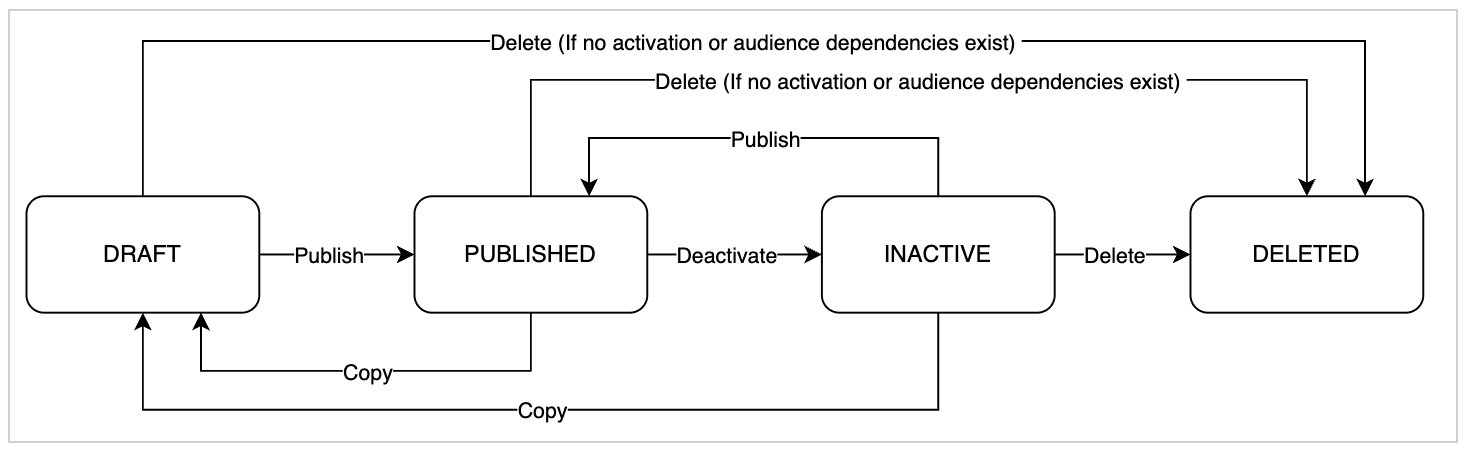 Delete (If no activation or audience dependencies exist)
Delete (If no activation or audience dependencies exist)
Publish
DRAFT
Publish
PUBLISHED
Deactivate
INACTIVE
Delete
DELETED
Copy
Copy